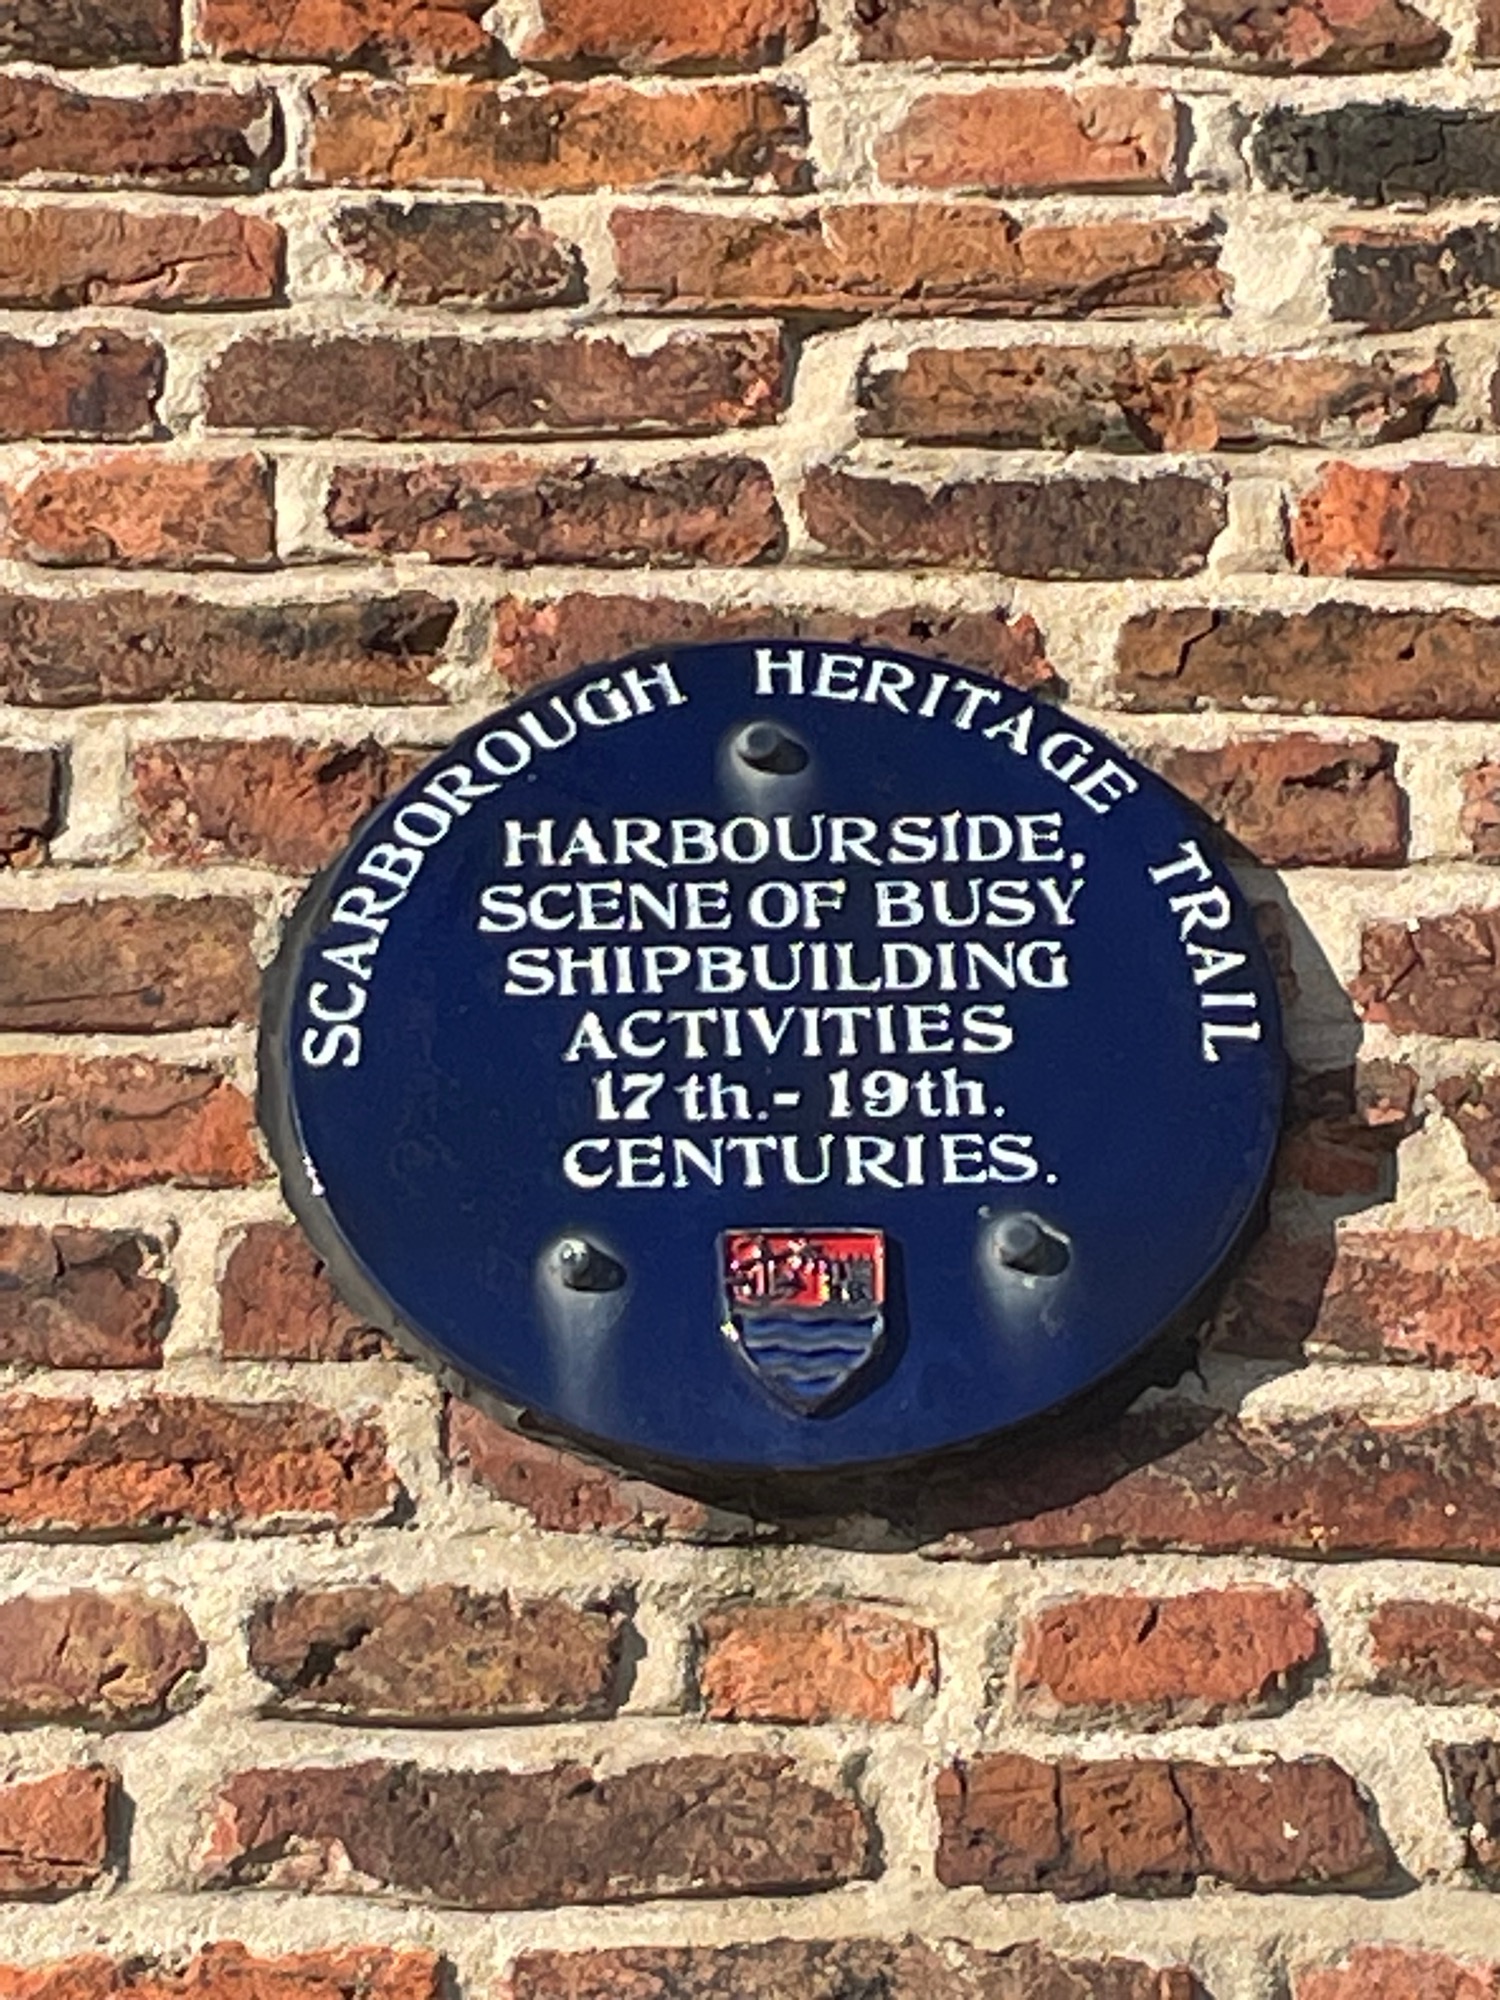 SCARBOROUGH HERITAGE TRAIL
HARBOURSIDE,
SCENE OF BUSY
SHIPBUILDING
ACTIVITIES
17th.- 19th.
CENTURIES.